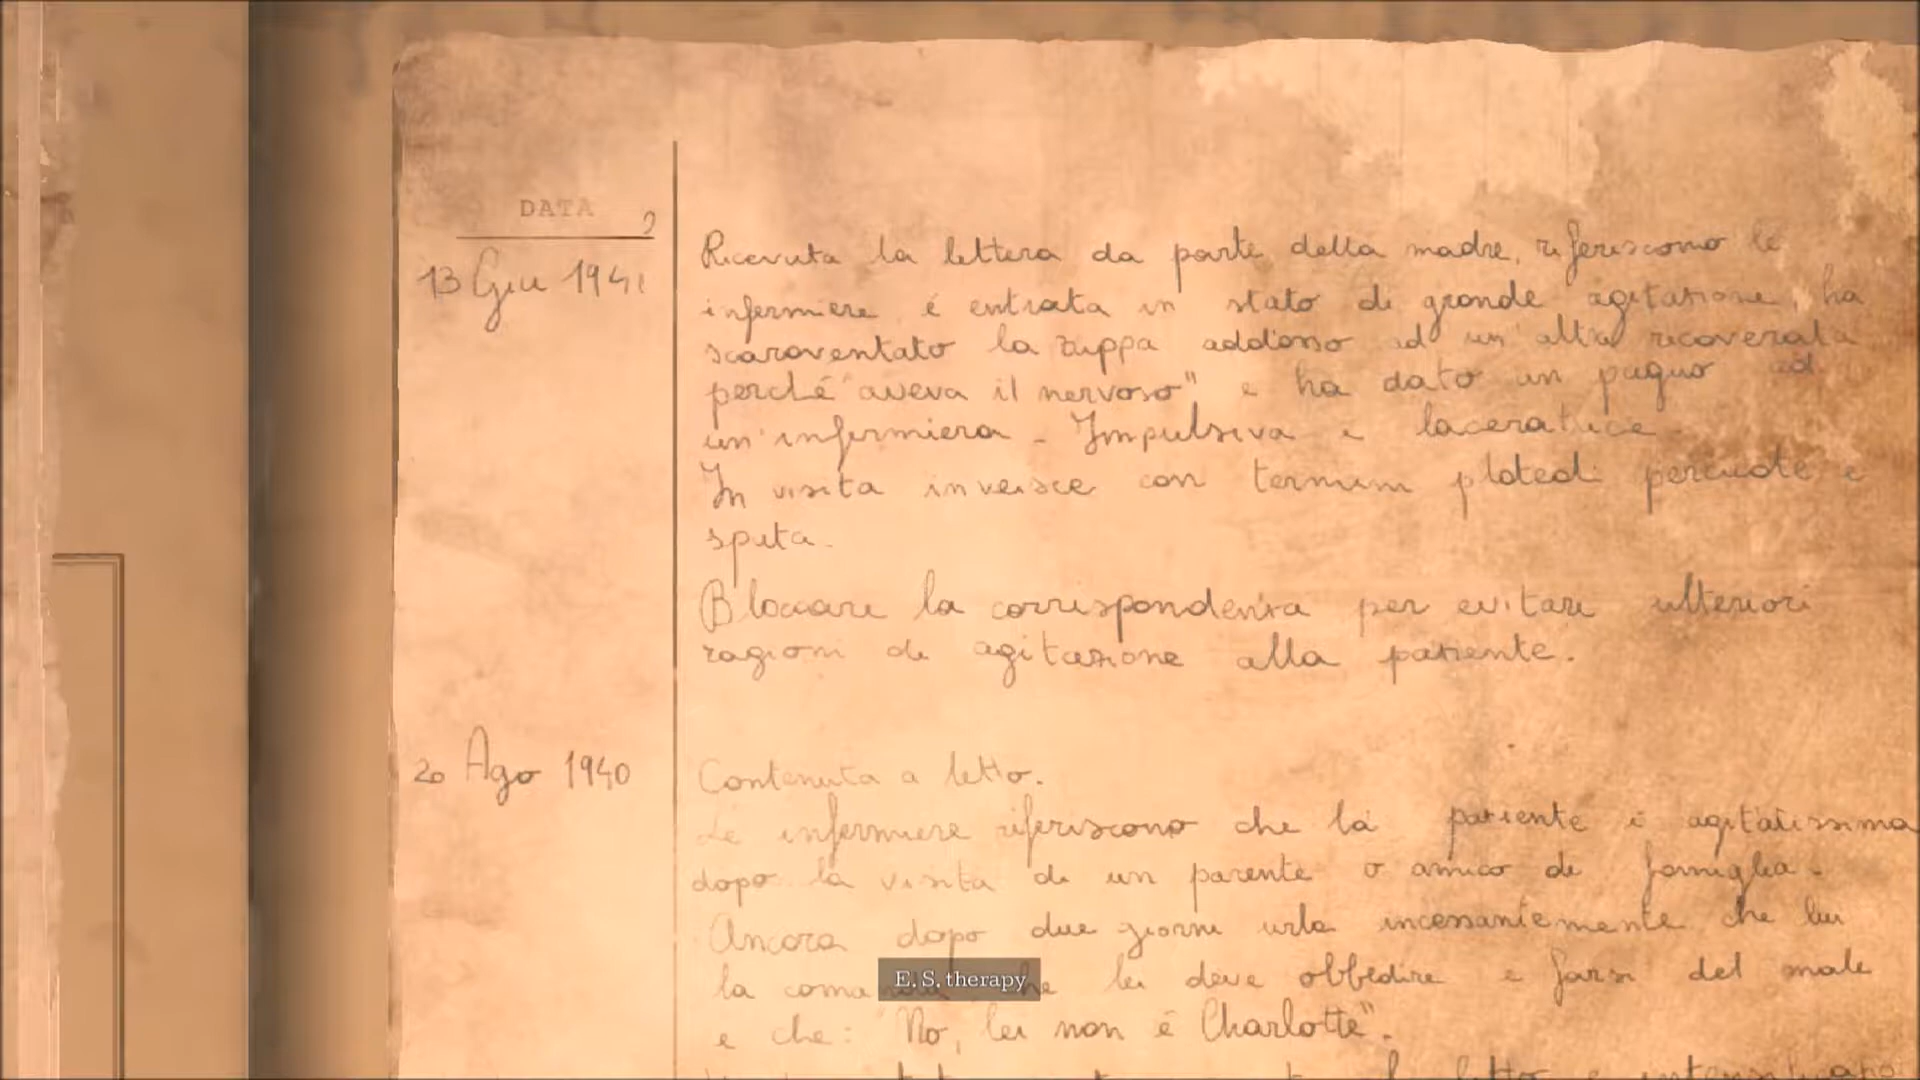 DATA
13 Giu 1941
Ricevuta la lettera da parte della madre, riferiscono le
infermiere é entrata in stato di grande agitazione, ha
scaroventato la zuppa addosso ad un'altra ricoverata
perché "aveva il nervoso" e ha dato un pugno ad
un'infermiera - Impulsiva e laceratrice -
In visita inveisce con termini plateali percuote e
sputa.
Bloccare la corrispondenza per evitare ulteriori
ragioni di agitazione alla paziente.
20 Ago 1940
Contenuta a letto.
Le infermiere riferiscono che la paziente è agitatissima
dopo la visita di un parente o amico di famiglia.
Ancora dopo due giorni urla incessantemente che lui
la che lei deve obbedire e farsi del male
e che: "No, lei non é Charlotte".
letto e
E. S. therapy